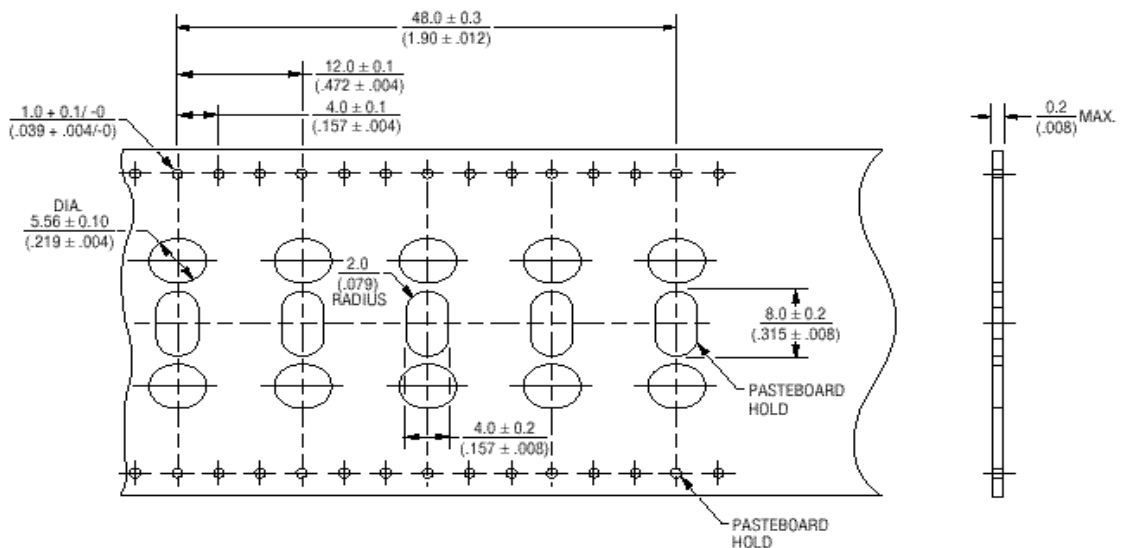 48.0 ± 0.3
(1.90 ± .012)
12.0 ± 0.1
(.472 ± .004)
4.0 ± 0.1
(.157 ± .004)
1.0 + 0.1/ -0
(.039 + .004/-0)
0.2
(.008)
MAX.
DIA.
5.56 ± 0.10
(.219 ± .004)
2.0
(.079)
RADIUS
8.0 ± 0.2
(.315 ± .008)
PASTEBOARD
HOLD
4.0 ± 0.2
(.157 ± .008)
PASTEBOARD
HOLD